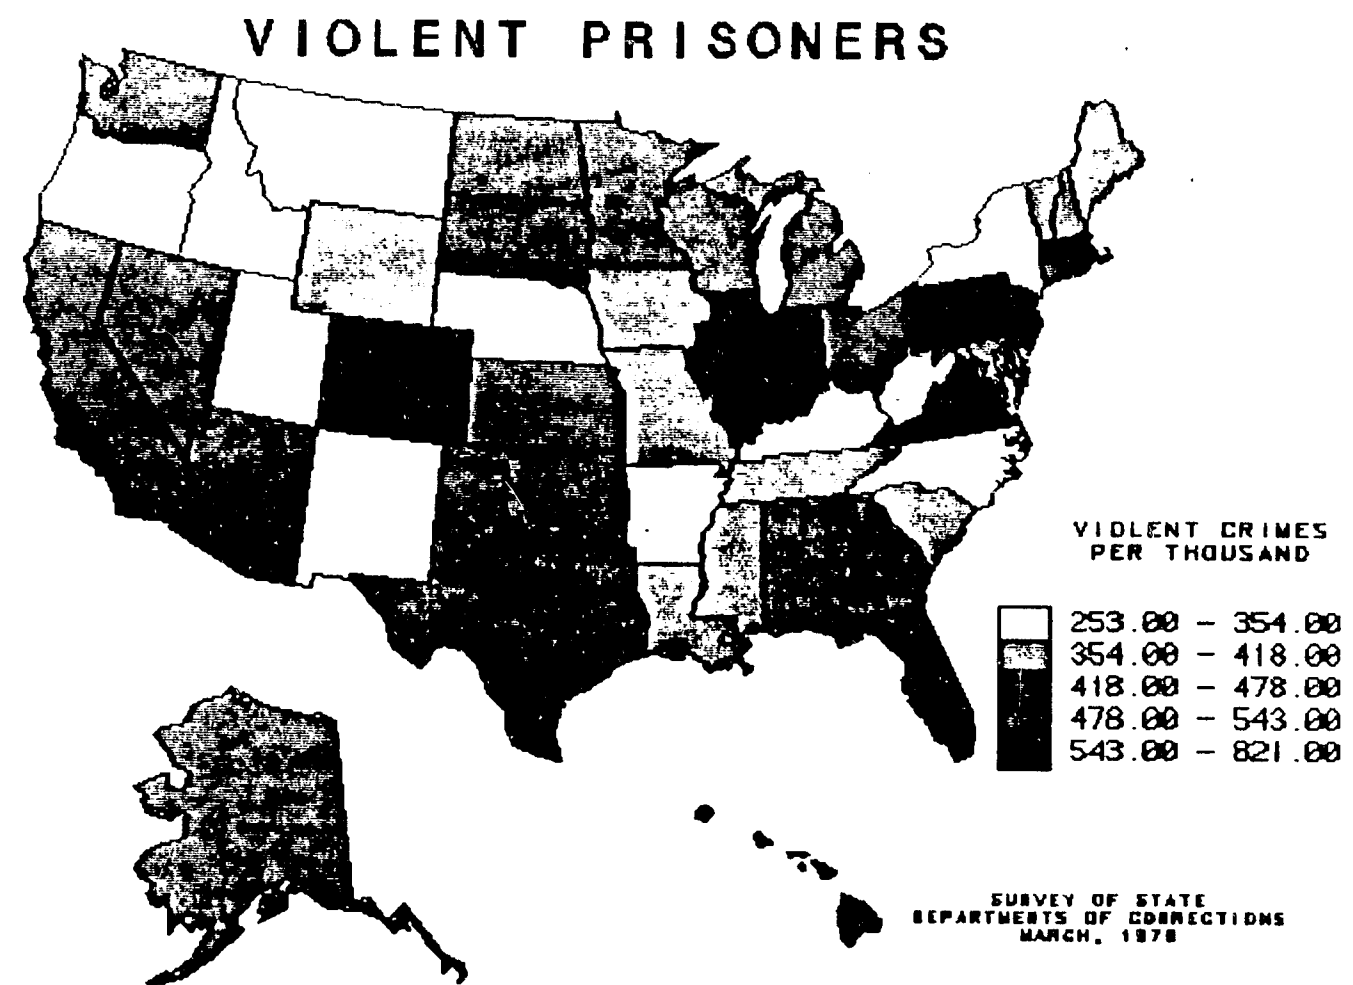 VIOLENT PRISONERS
VIOLENT CRIMES
PER THOUSAND
253.00 – 354.00
354.00 – 418.00
418.00 – 478.00
478.00 – 543.00
543.00 – 821.00
SURVEY OF STATE
DEPARTMENTS OF CORRECTIONS
MARCH, 1978